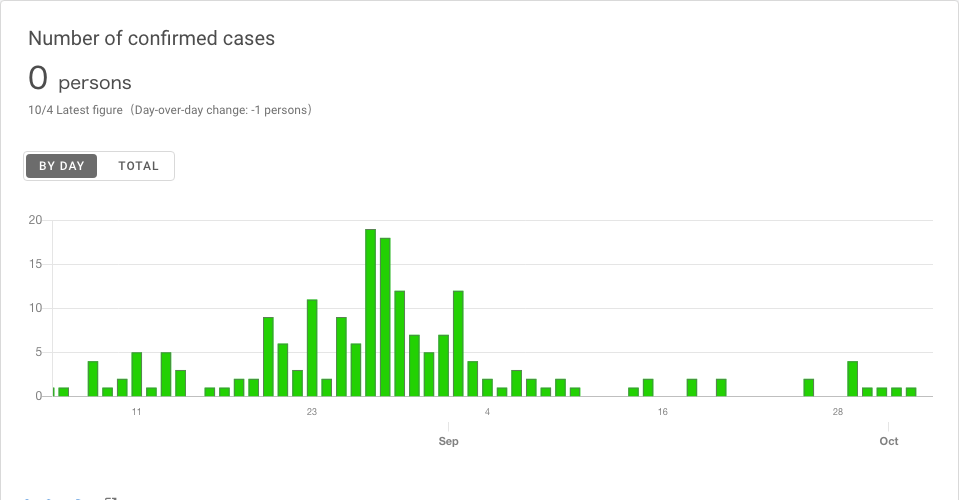 Number of confirmed cases
0 persons
10/4 Latest figure（Day-over-day change: -1 persons）
BY DAY TOTAL
20
15
10
5
0
11 23 4 16 28
Sep Oct